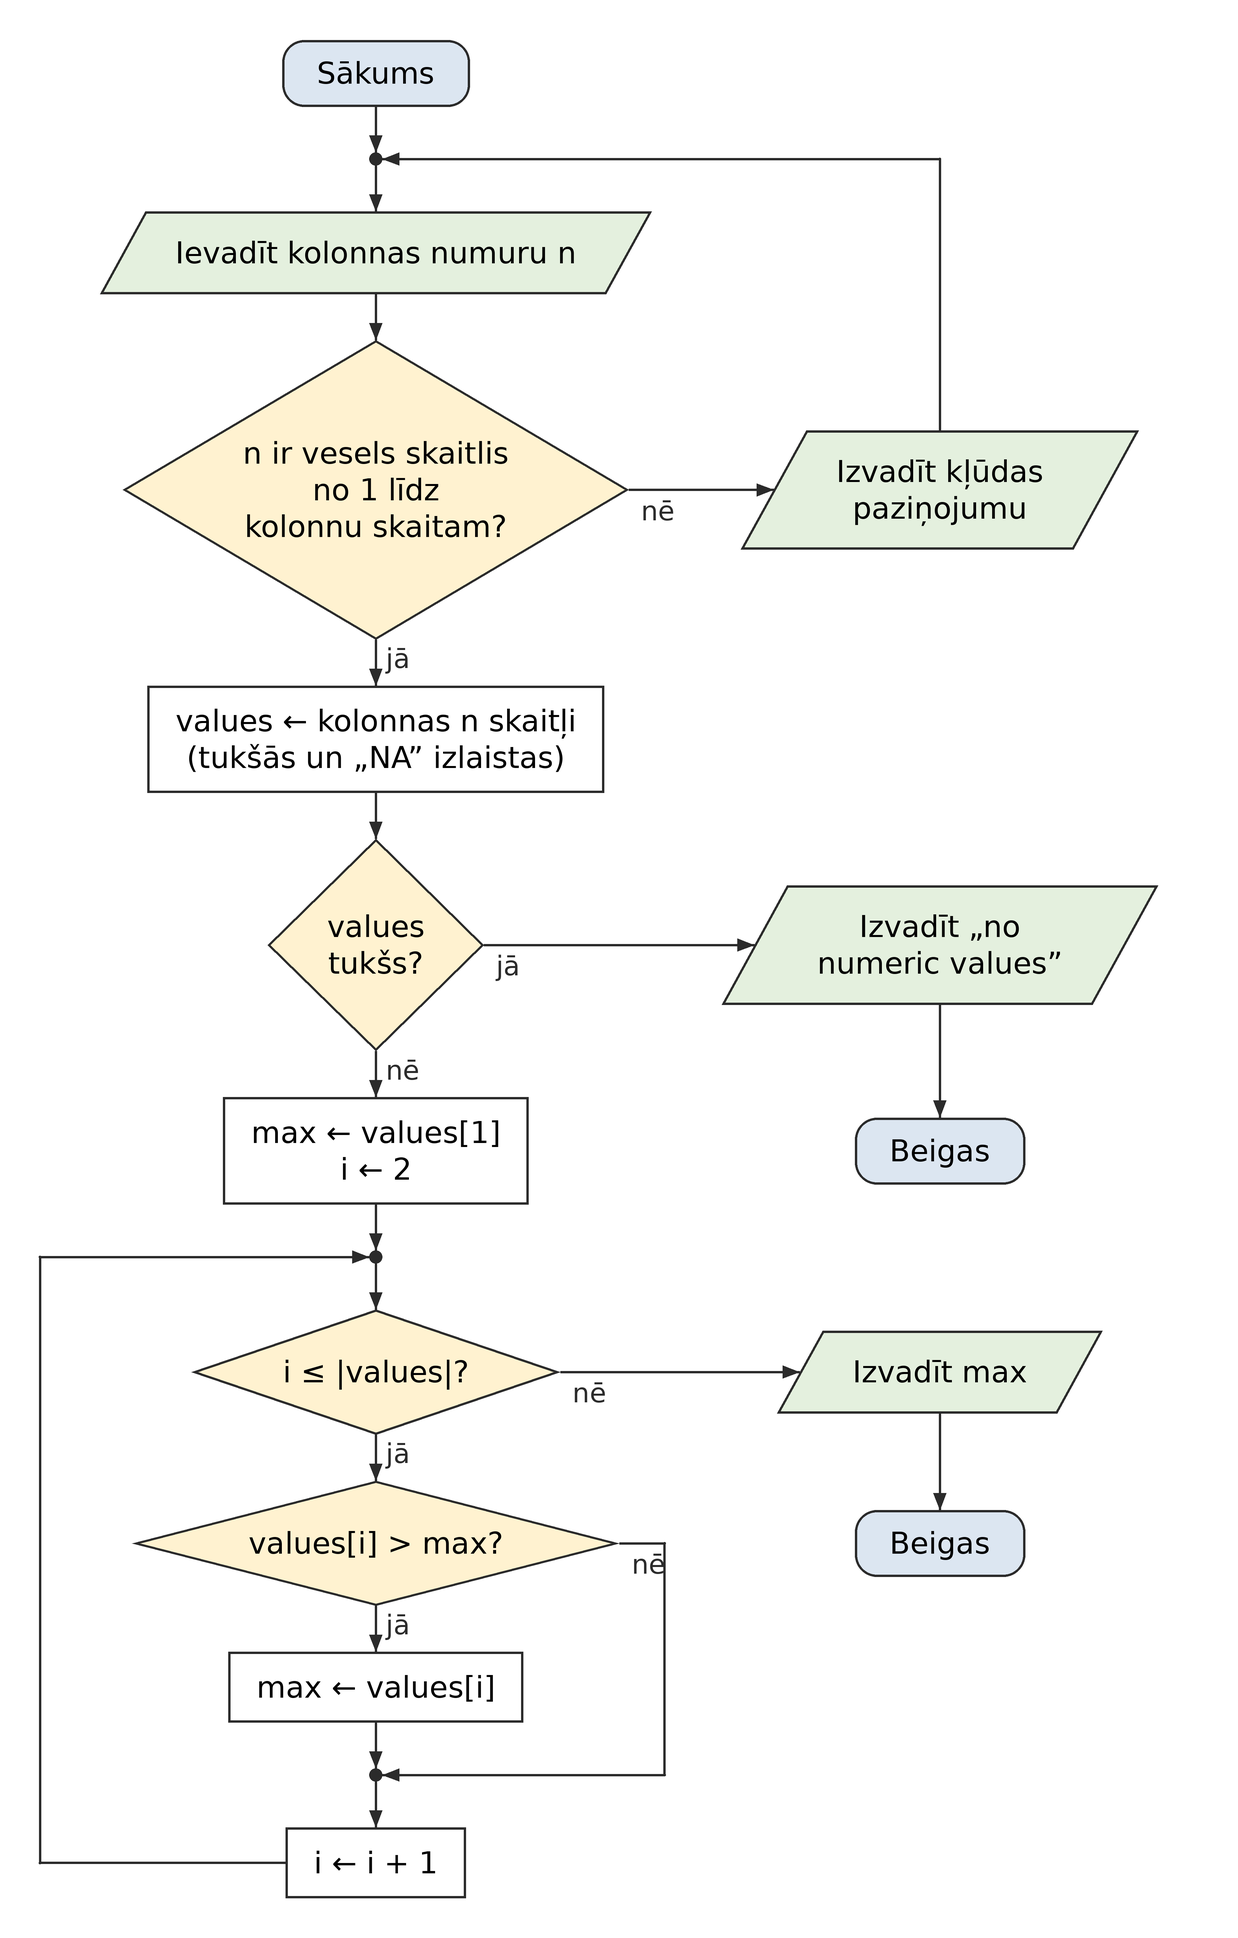 Sākums
Ievadīt kolonnas numuru n
n ir vesels skaitlis
no 1 līdz
kolonnu skaitam?
nē
Izvadīt kļūdas
paziņojumu
jā
values ← kolonnas n skaitļi
(tukšās un „NA” izlaistas)
values
tukšs?
jā
Izvadīt „no
numeric values”
Beigas
nē
max ← values[1]
i ← 2
i ≤ |values|?
nē
Izvadīt max
Beigas
jā
values[i] > max?
nē
jā
max ← values[i]
i ← i + 1